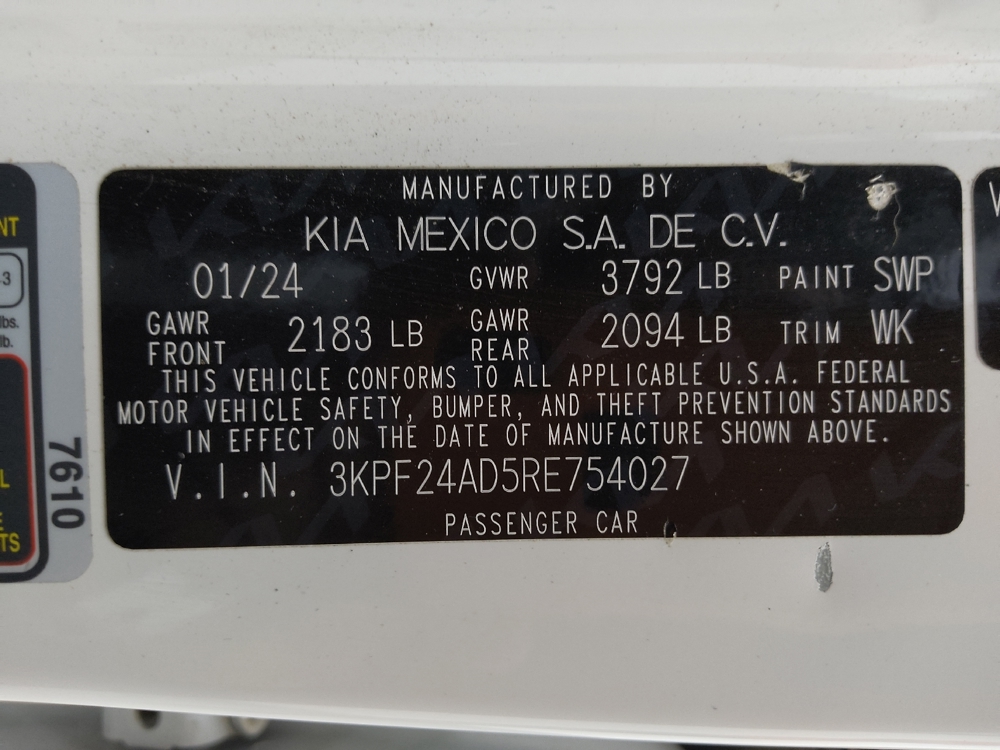 MANUFACTURED BY
KIA MEXICO S.A. DE C.V.
01/24 GVWR 3792 LB PAINT SWP
GAWR FRONT 2183 LB GAWR REAR 2094 LB TRIM WK
THIS VEHICLE CONFORMS TO ALL APPLICABLE U.S.A. FEDERAL
MOTOR VEHICLE SAFETY, BUMPER, AND THEFT PREVENTION STANDARDS
IN EFFECT ON THE DATE OF MANUFACTURE SHOWN ABOVE.
V.I.N. 3KPF24AD5RE754027
PASSENGER CAR
7610
lbs.
lb.